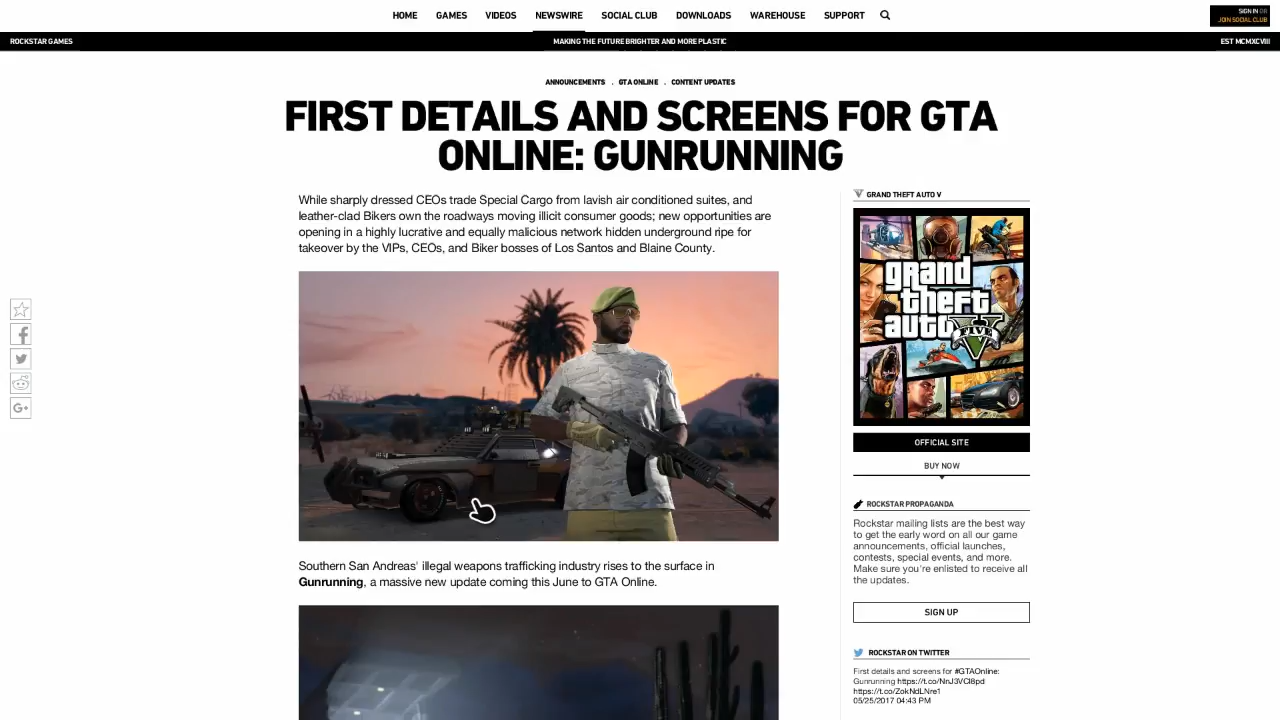 HOME GAMES VIDEOS NEWSWIRE SOCIAL CLUB DOWNLOADS WAREHOUSE SUPPORT
SIGN IN OR
JOIN SOCIAL CLUB
ROCKSTAR GAMES
MAKING THE FUTURE BRIGHTER AND MORE PLASTIC
EST MCMXCVIII
ANNOUNCEMENTS . GTA ONLINE . CONTENT UPDATES
FIRST DETAILS AND SCREENS FOR GTA
ONLINE: GUNRUNNING
While sharply dressed CEOs trade Special Cargo from lavish air conditioned suites, and
leather-clad Bikers own the roadways moving illicit consumer goods; new opportunities are
opening in a highly lucrative and equally malicious network hidden underground ripe for
takeover by the VIPs, CEOs, and Biker bosses of Los Santos and Blaine County.
Southern San Andreas' illegal weapons trafficking industry rises to the surface in
Gunrunning, a massive new update coming this June to GTA Online.
GRAND THEFT AUTO V
grand
theft
auto
V
FIVE
OFFICIAL SITE
BUY NOW
ROCKSTAR PROPAGANDA
Rockstar mailing lists are the best way
to get the early word on all our game
announcements, official launches,
contests, special events, and more.
Make sure you're enlisted to receive all
the updates.
SIGN UP
ROCKSTAR ON TWITTER
First details and screens for #GTAOnline:
Gunrunning https://t.co/NnJ3VCl8pd
https://t.co/ZokNdLNre1
05/25/2017 04:43 PM
G+